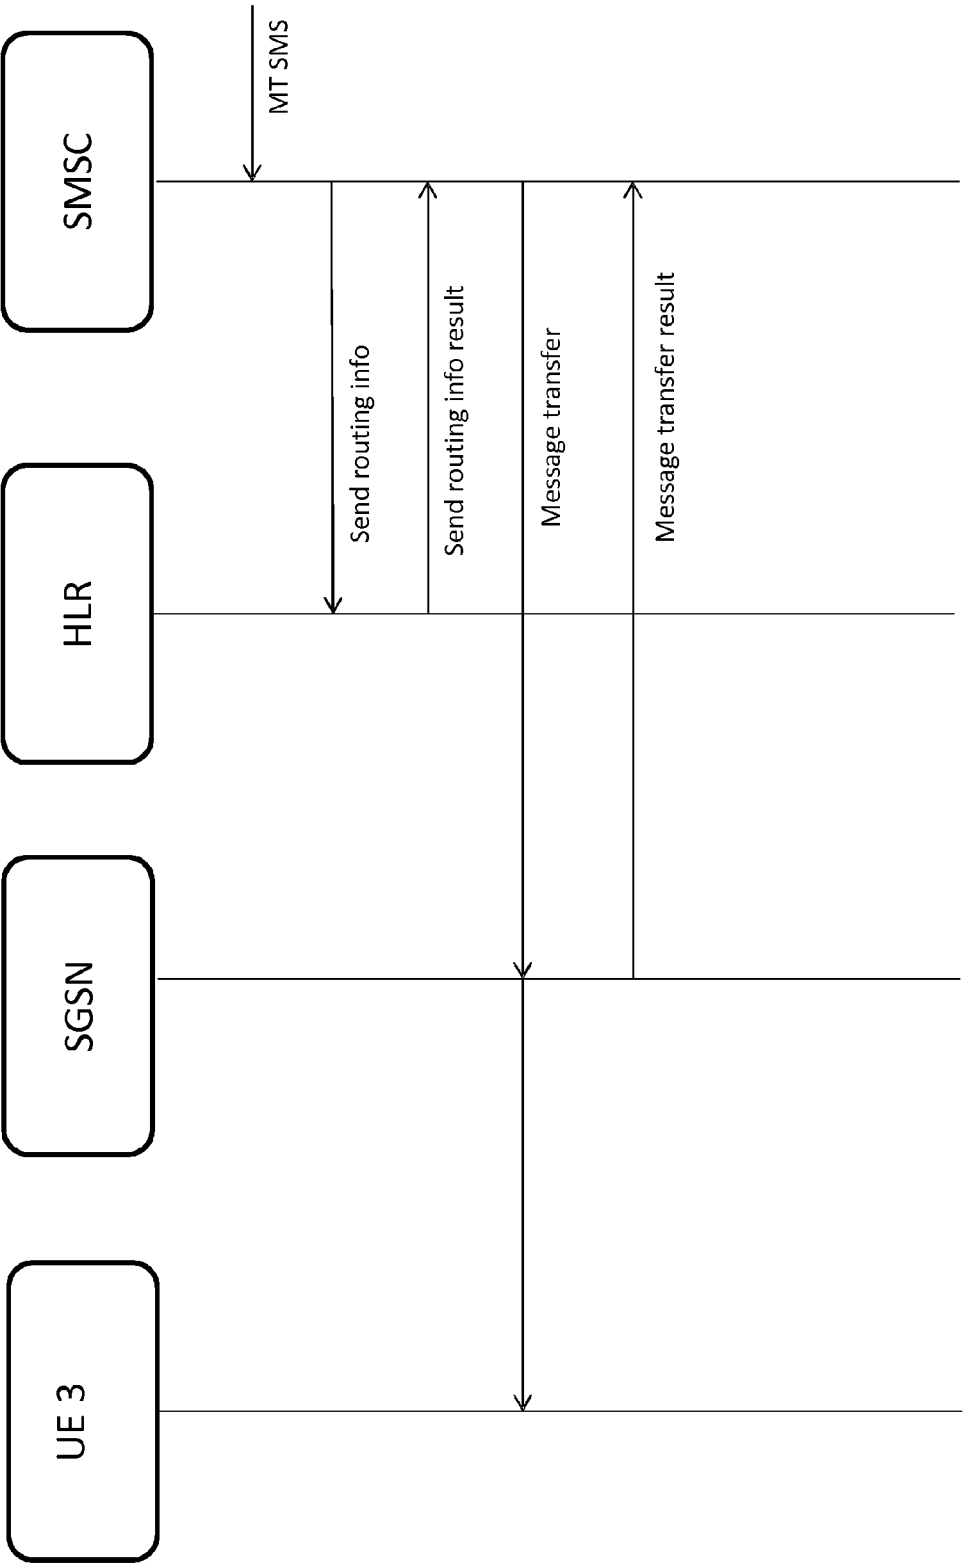 UE 3
SGSN
HLR
SMSC
MT SMS
Send routing info
Send routing info result
Message transfer
Message transfer result